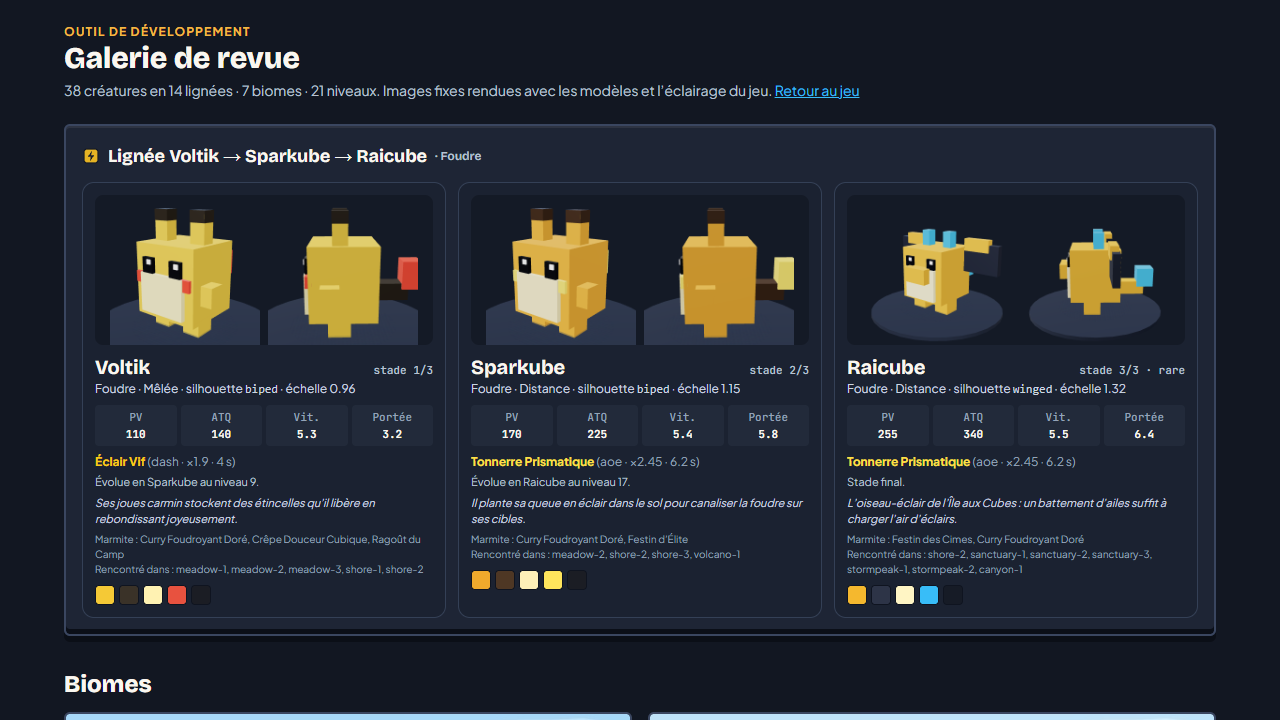 OUTIL DE DÉVELOPPEMENT
Galerie de revue
38 créatures en 14 lignées · 7 biomes · 21 niveaux. Images fixes rendues avec les modèles et l'éclairage du jeu. Retour au jeu
Lignée Voltik → Sparkube → Raicube · Foudre
Voltik
stade 1/3
Foudre · Mêlée · silhouette biped · échelle 0.96
PV
ATQ
Vit.
Portée
110
140
5.3
3.2
Éclair Vif (dash · ×1.9 · 4 s)
Évolue en Sparkube au niveau 9.
Ses joues carmin stockent des étincelles qu'il libère en
rebondissant joyeusement.
Marmite : Curry Foudroyant Doré, Crêpe Douceur Cubique, Ragoût du
Camp
Rencontré dans : meadow-1, meadow-2, meadow-3, shore-1, shore-2
Sparkube
stade 2/3
Foudre · Distance · silhouette biped · échelle 1.15
PV
ATQ
Vit.
Portée
170
225
5.4
5.8
Tonnerre Prismatique (aoe · ×2.45 · 6.2 s)
Évolue en Raicube au niveau 17.
Il plante sa queue en éclair dans le sol pour canaliser la foudre sur
ses cibles.
Marmite : Curry Foudroyant Doré, Festin d'Élite
Rencontré dans : meadow-2, shore-2, shore-3, volcano-1
Raicube
stade 3/3 · rare
Foudre · Distance · silhouette winged · échelle 1.32
PV
ATQ
Vit.
Portée
255
340
5.5
6.4
Tonnerre Prismatique (aoe · ×2.45 · 6.2 s)
Stade final.
L'oiseau-éclair de l'Île aux Cubes : un battement d'ailes suffit à
charger l'air d'éclairs.
Marmite : Festin des Cimes, Curry Foudroyant Doré
Rencontré dans : shore-2, sanctuary-1, sanctuary-2, sanctuary-3,
stormpeak-1, stormpeak-2, canyon-1
Biomes